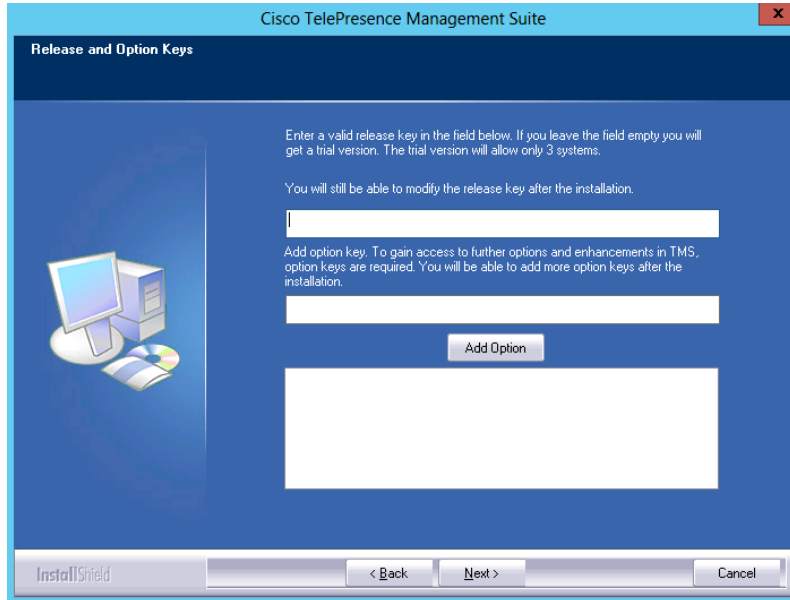 Cisco TelePresence Management Suite
x
Release and Option Keys
Enter a valid release key in the field below. If you leave the field empty you will
get a trial version. The trial version will allow only 3 systems.
You will still be able to modify the release key after the installation.
Add option key. To gain access to further options and enhancements in TMS,
option keys are required. You will be able to add more option keys after the
installation.
Add Option
InstallShield
< Back
Next >
Cancel